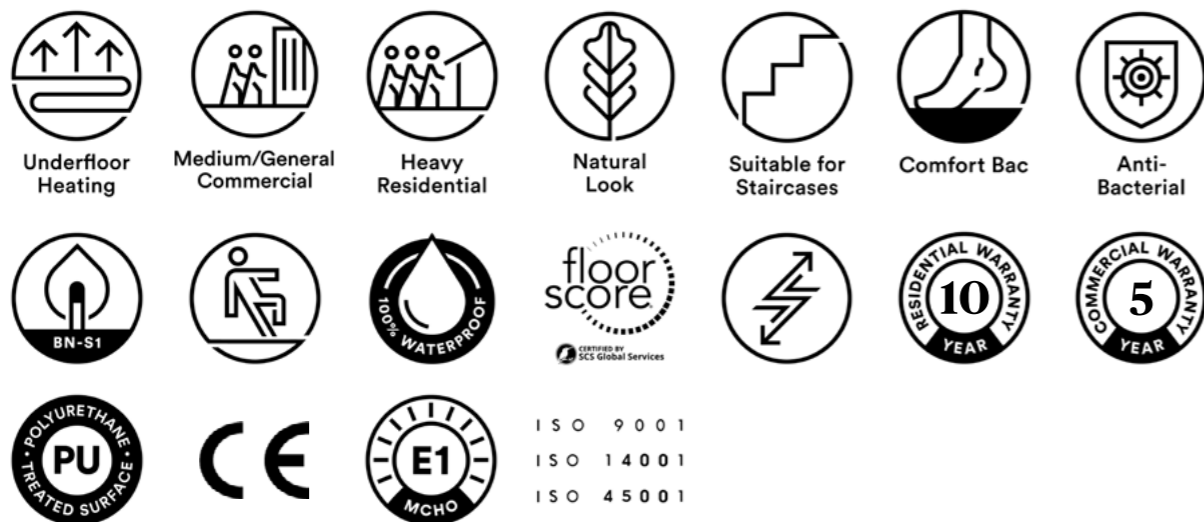 Underfloor
Heating
Medium/General
Commercial
Heavy
Residential
Natural
Look
Suitable for
Staircases
Comfort Bac
Anti-
Bacterial
BN-S1
100% WATERPROOF
floor
score
CERTIFIED BY
SCS Global Services
RESIDENTIAL WARRANTY
10
YEAR
COMMERCIAL WARRANTY
5
YEAR
POLYURETHANE
PU
TREATED SURFACE
CE
E1
MCHO
ISO 9001
ISO 14001
ISO 45001